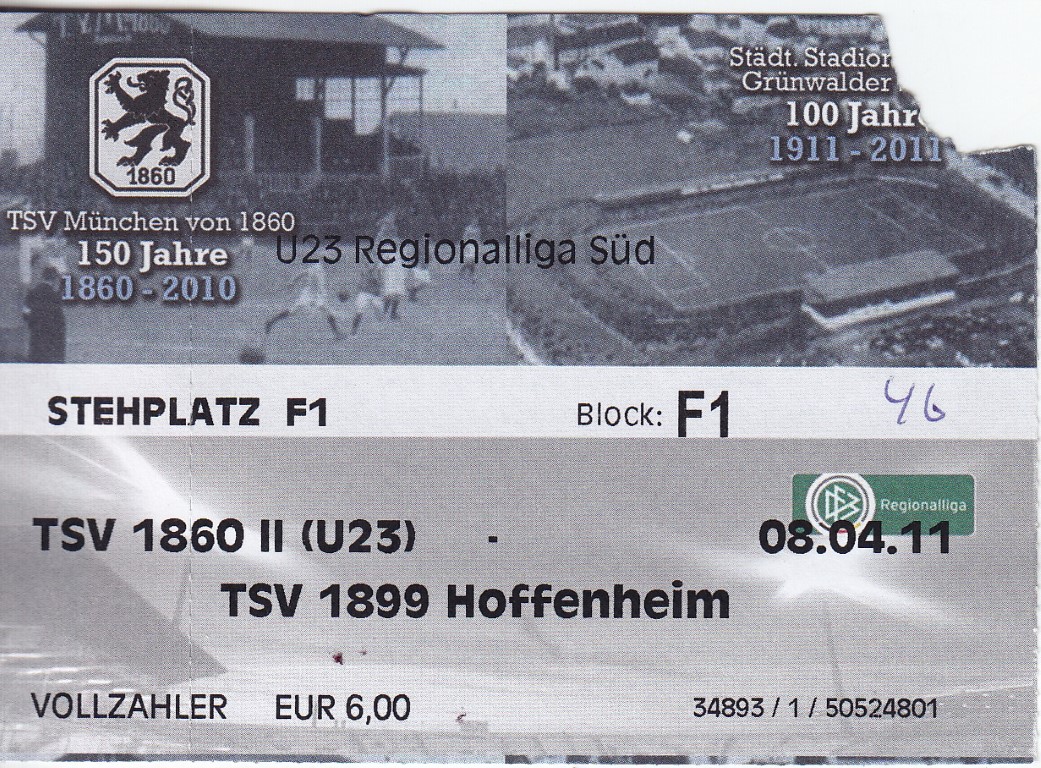 1860
TSV München von 1860
150 Jahre
1860 - 2010
Städt. Stadion
Grünwalder
100 Jahre
1911 - 2011
U23 Regionalliga Süd
STEHPLATZ F1
Block: F1
46
DFB Regionalliga
TSV 1860 II (U23) - 08.04.11
TSV 1899 Hoffenheim
VOLLZAHLER EUR 6,00
34893 / 1 / 50524801